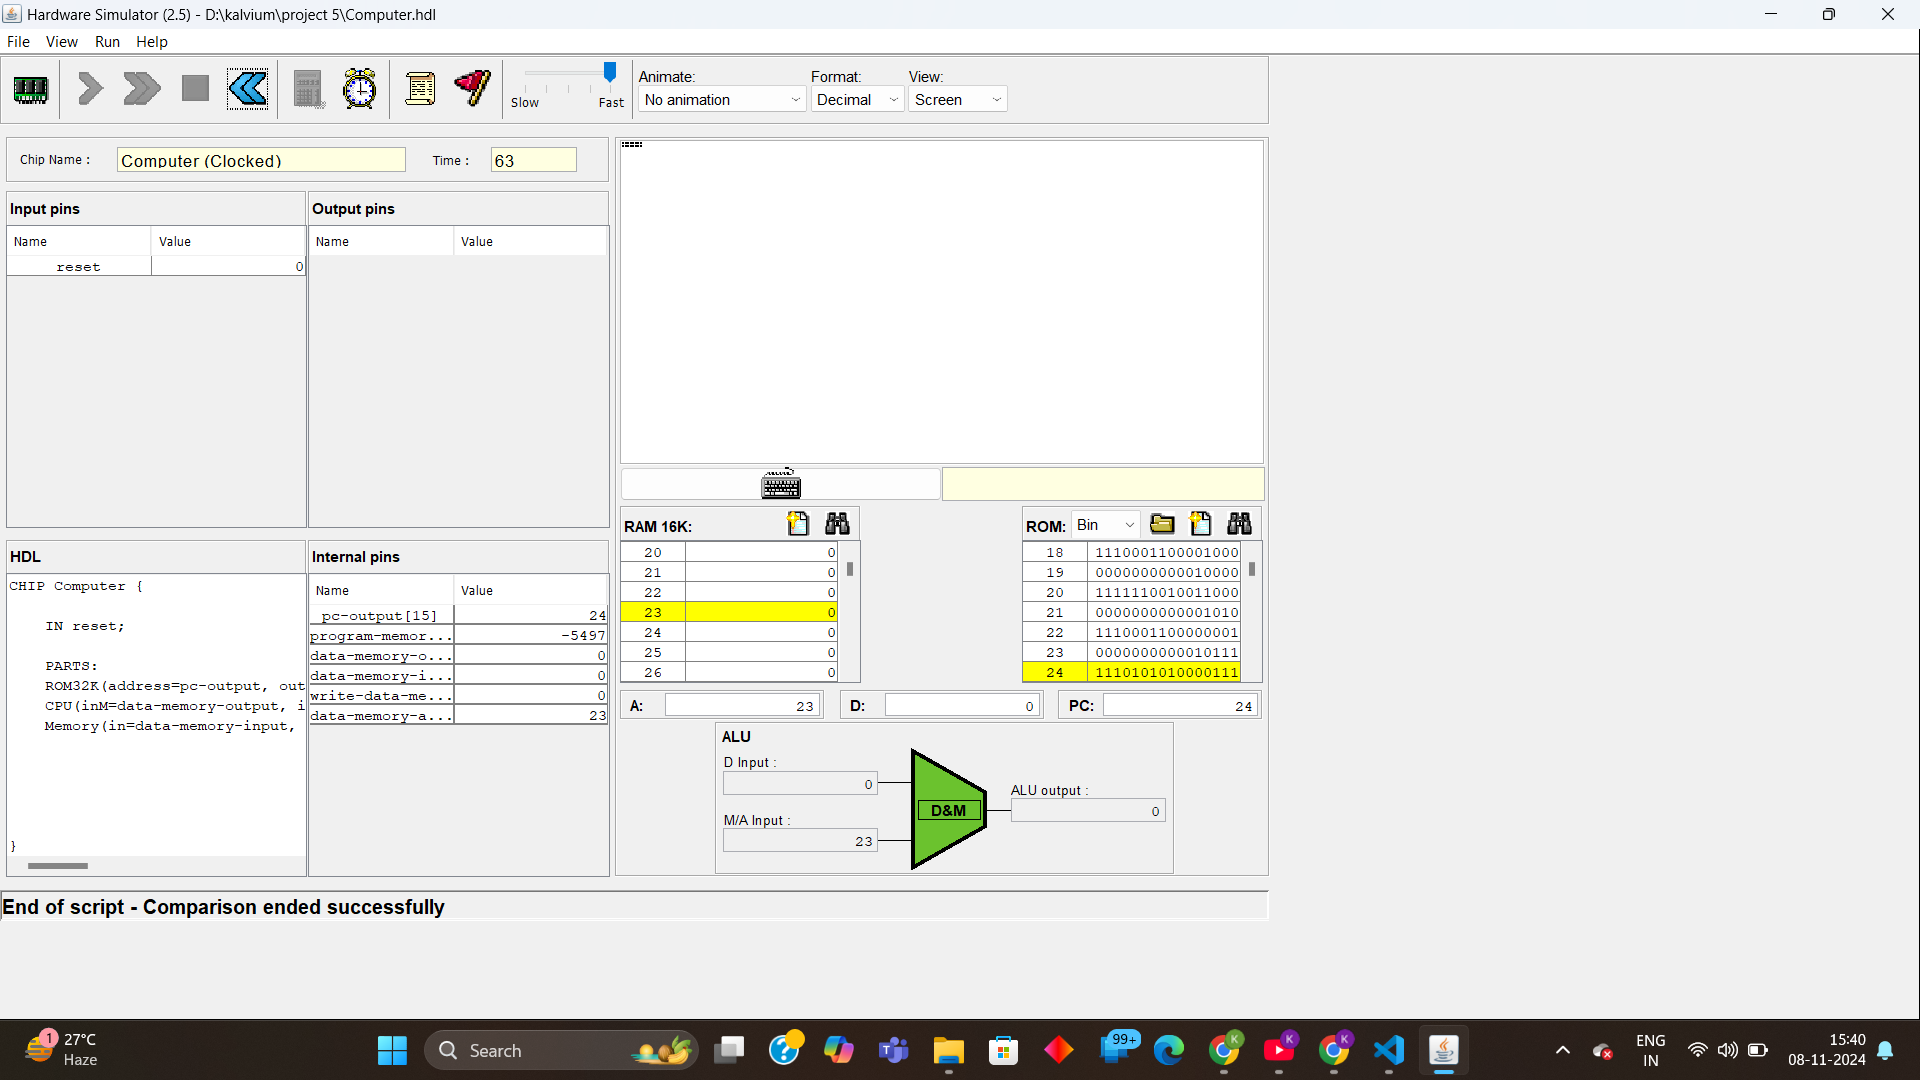 Hardware Simulator (2.5) - D:\kalvium\project 5\Computer.hdl
File View Run Help
Slow Fast
Animate:
No animation
Format:
Decimal
View:
Screen
Chip Name :
Computer (Clocked)
Time :
63
Input pins
Name Value
reset 0
Output pins
Name Value
HDL
CHIP Computer {
IN reset;
PARTS:
ROM32K(address=pc-output, out
CPU(inM=data-memory-output, i
Memory(in=data-memory-input,
}
Internal pins
Name Value
pc-output[15] 24
program-memor... -5497
data-memory-o... 0
data-memory-i... 0
write-data-me... 0
data-memory-a... 23
RAM 16K:
20 0
21 0
22 0
23 0
24 0
25 0
26 0
ROM: Bin
18 1110001100001000
19 0000000000010000
20 1111110010011000
21 0000000000001010
22 1110001100000001
23 0000000000010111
24 1110101010000111
A: 23
D: 0
PC: 24
ALU
D Input :
0
M/A Input :
23
D&M
ALU output :
0
End of script - Comparison ended successfully
1
27°C
Haze
Search
99+
K
K
K
ENG
IN
15:40
08-11-2024